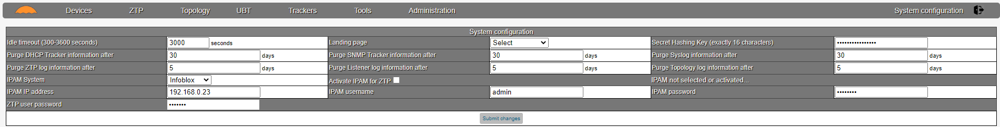 Devices ZTP Topology UBT Trackers Tools Administration System configuration
System configuration
Idle timeout (300-3600 seconds) 3000 seconds Landing page Select Secret Hashing Key (exactly 16 characters) ••••••••••••••••
Purge DHCP Tracker information after 30 days Purge SNMP Tracker information after 30 days Purge Syslog information after 30 days
Purge ZTP log information after 5 days Purge Listener log information after 5 days Purge Topology log information after 5 days
IPAM System Infoblox Activate IPAM for ZTP IPAM not selected or activated...
IPAM IP address 192.168.0.23 IPAM username admin IPAM password ••••••••
ZTP user password •••••••
Submit changes